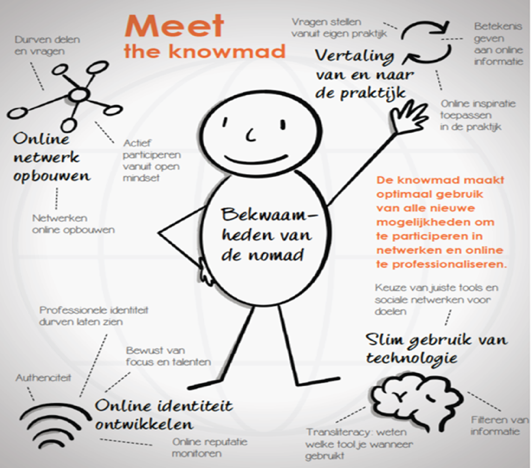 Meet
the knowmad
Durven delen
en vragen
Online
netwerk
opbouwen
Actief
participeren
vanuit open
mindset
Netwerken
online opbouwen
Vragen stellen
vanuit eigen praktijk
Vertaling
van en naar
de praktijk
Betekenis
geven
aan online
informatie
Online inspiratie
toepassen
in de praktijk
Bekwaam-
heden van
de nomad
De knowmad maakt
optimaal gebruik
van alle nieuwe
mogelijkheden om
te participeren in
netwerken en online
te professionaliseren.
Professionele identiteit
durven laten zien
Bewust van
focus en talenten
Authenciteit
Online identiteit
ontwikkelen
Online reputatie
monitoren
Keuze van juiste tools en
sociale netwerken voor
doelen
Slim gebruik van
technologie
Transliteracy: weten
welke tool je wanneer
gebruikt
Filteren van
informatie